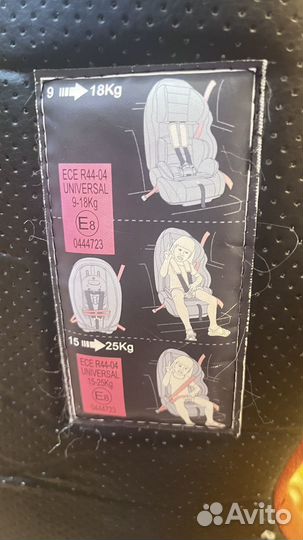 9 18Kg
ECE R44-04
UNIVERSAL
9-18Kg
E8
0444723
15 25Kg
ECE R44-04
UNIVERSAL
15-25Kg
E8
0444723
Avito